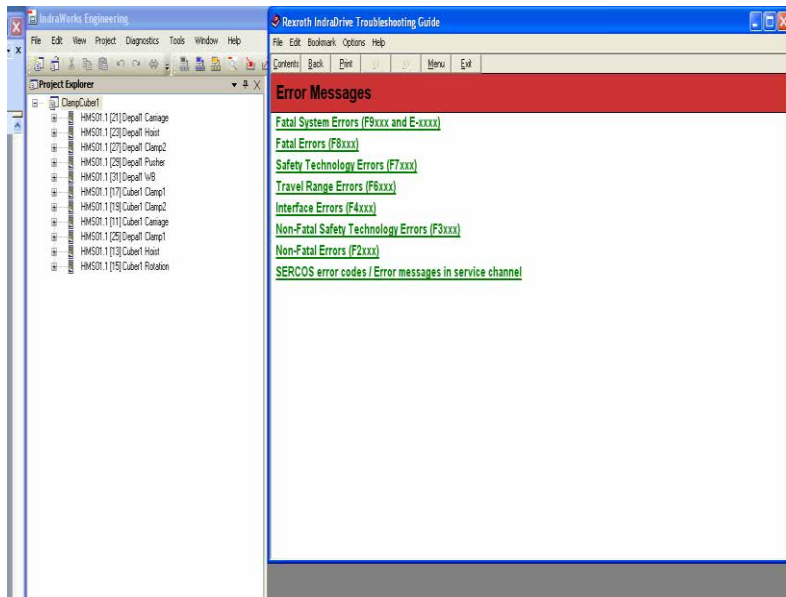 IndraWorks Engineering
File Edit View Project Diagnostics Tools Window Help
Project Explorer
ClampCuber1
HMS01.1 [21] Depall Carriage
HMS01.1 [23] Depall Hoist
HMS01.1 [27] Depall Clamp2
HMS01.1 [29] Depall Pusher
HMS01.1 [31] Depall WB
HMS01.1 [17] Cuber1 Clamp1
HMS01.1 [19] Cuber1 Clamp2
HMS01.1 [11] Cuber1 Carriage
HMS01.1 [25] Depall Clamp1
HMS01.1 [13] Cuber1 Hoist
HMS01.1 [15] Cuber1 Rotation
Rexroth IndraDrive Troubleshooting Guide
File Edit Bookmark Options Help
Contents Back Print Menu Exit
Error Messages
Fatal System Errors (F9xxx and E-xxxx)
Fatal Errors (F8xxx)
Safety Technology Errors (F7xxx)
Travel Range Errors (F6xxx)
Interface Errors (F4xxx)
Non-Fatal Safety Technology Errors (F3xxx)
Non-Fatal Errors (F2xxx)
SERCOS error codes / Error messages in service channel